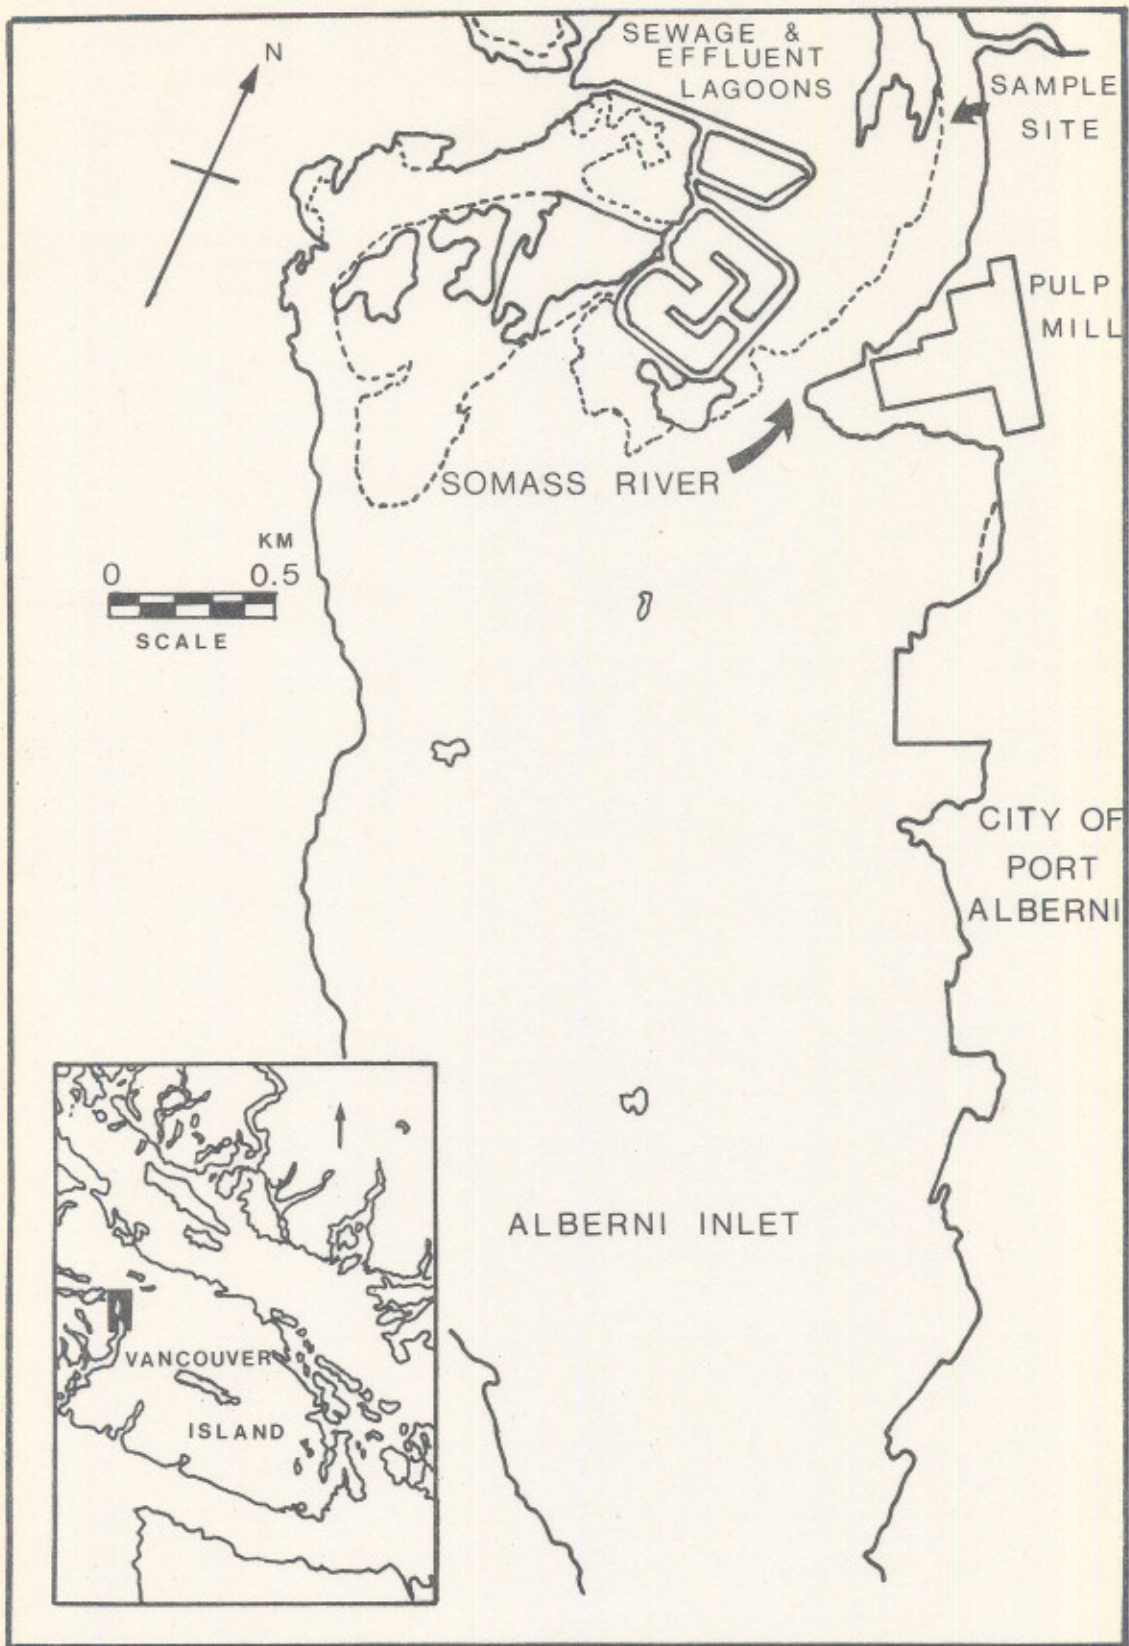 N
SEWAGE &
EFFLUENT
LAGOONS
SAMPLE
SITE
PULP
MILL
SOMASS RIVER
KM
0 0.5
SCALE
CITY OF
PORT
ALBERNI
ALBERNI INLET
VANCOUVER
ISLAND